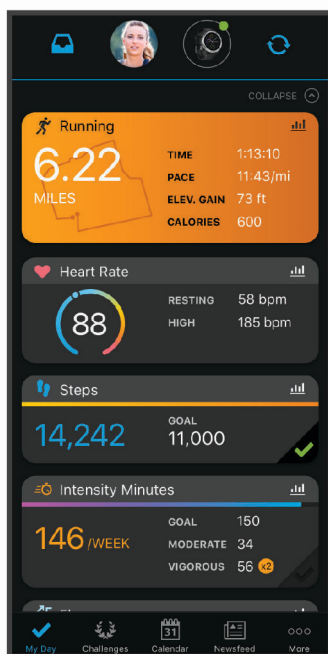 COLLAPSE
Running
6.22
MILES
TIME 1:13:10
PACE 11:43/mi
ELEV. GAIN 73 ft
CALORIES 600
Heart Rate
88
RESTING 58 bpm
HIGH 185 bpm
Steps
14,242
GOAL
11,000
Intensity Minutes
146 /WEEK
GOAL 150
MODERATE 34
VIGOROUS 56 x2
31
My Day Challenges Calendar Newsfeed More